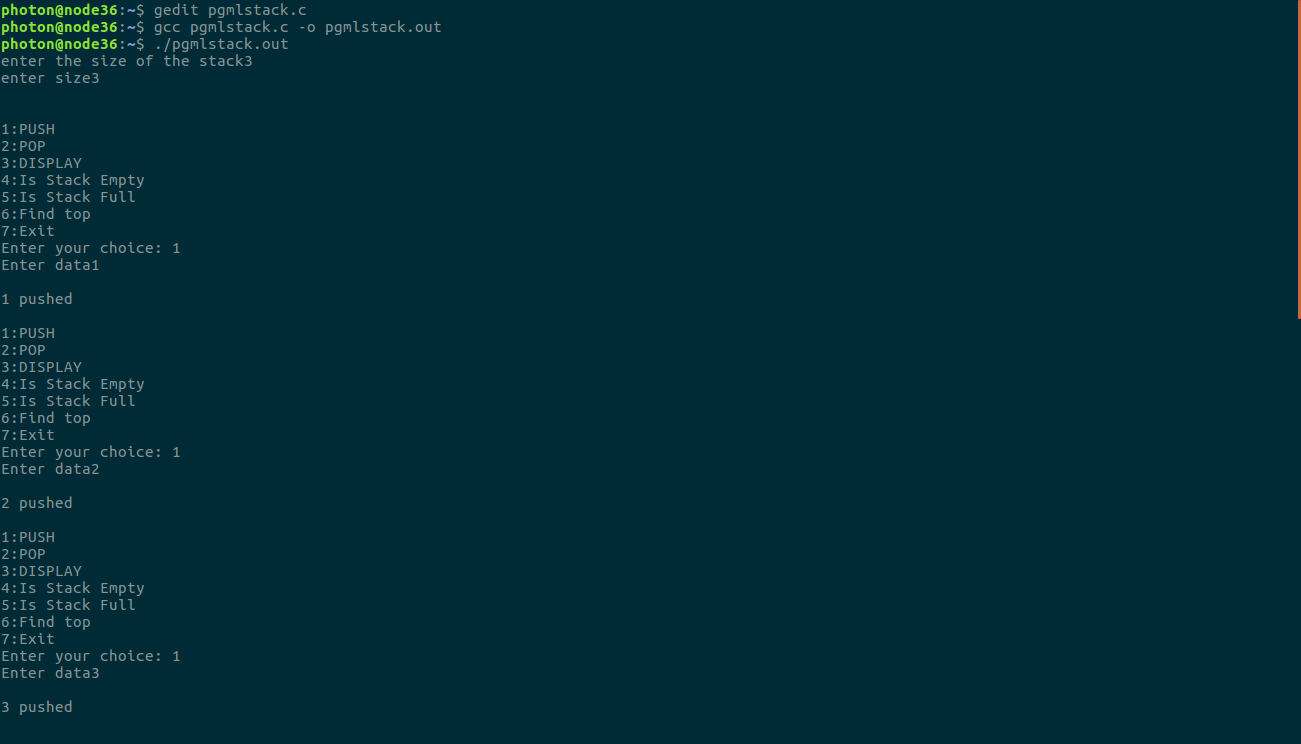 photon@node36:~$ gedit pgmlstack.c
photon@node36:~$ gcc pgmlstack.c -o pgmlstack.out
photon@node36:~$ ./pgmlstack.out
enter the size of the stack3
enter size3
1:PUSH
2:POP
3:DISPLAY
4:Is Stack Empty
5:Is Stack Full
6:Find top
7:Exit
Enter your choice: 1
Enter data1
1 pushed
1:PUSH
2:POP
3:DISPLAY
4:Is Stack Empty
5:Is Stack Full
6:Find top
7:Exit
Enter your choice: 1
Enter data2
2 pushed
1:PUSH
2:POP
3:DISPLAY
4:Is Stack Empty
5:Is Stack Full
6:Find top
7:Exit
Enter your choice: 1
Enter data3
3 pushed